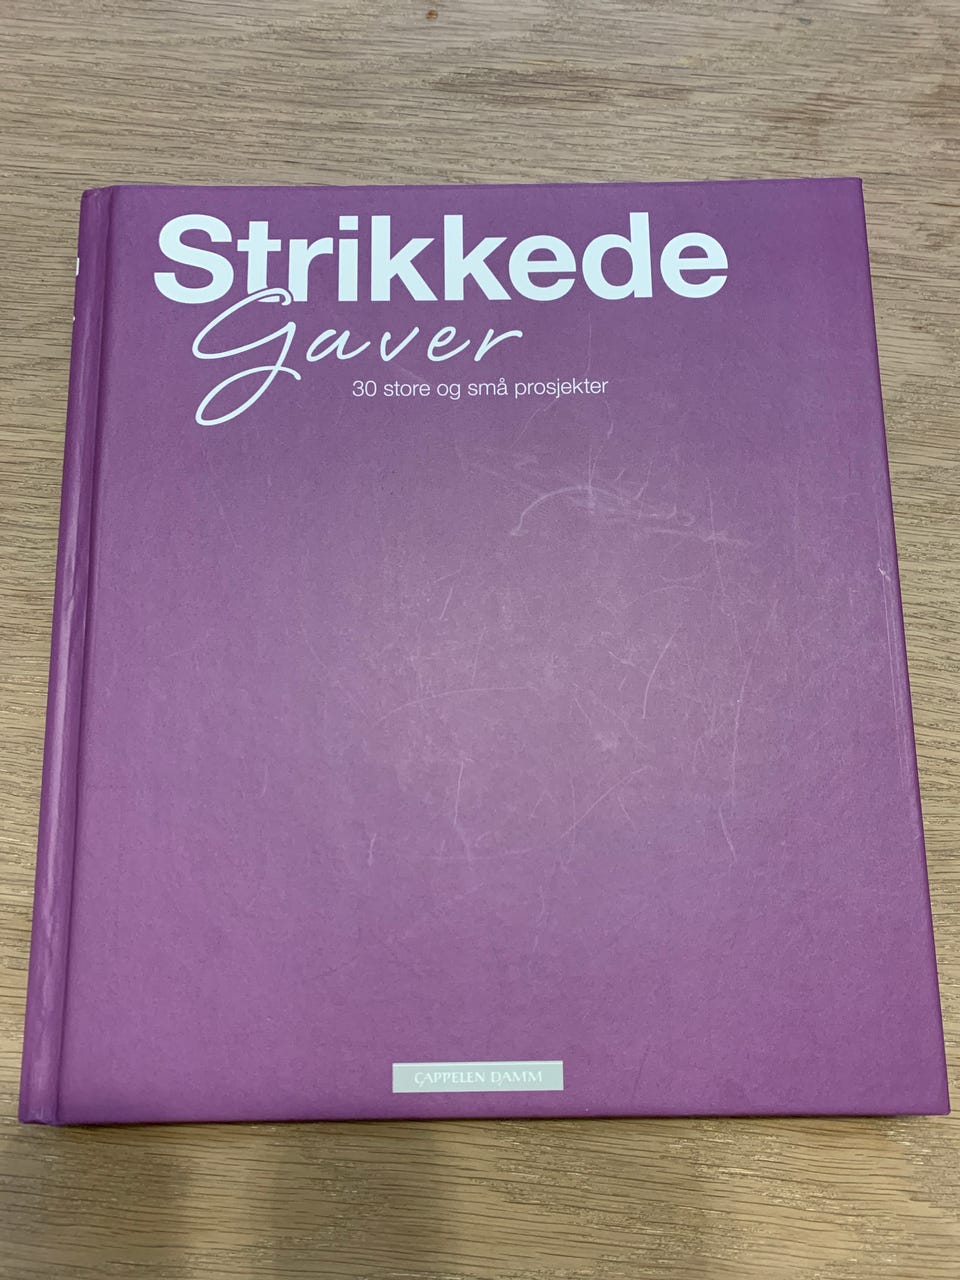 Strikkede
Gaver
30 store og små prosjekter
CAPPELEN DAMM